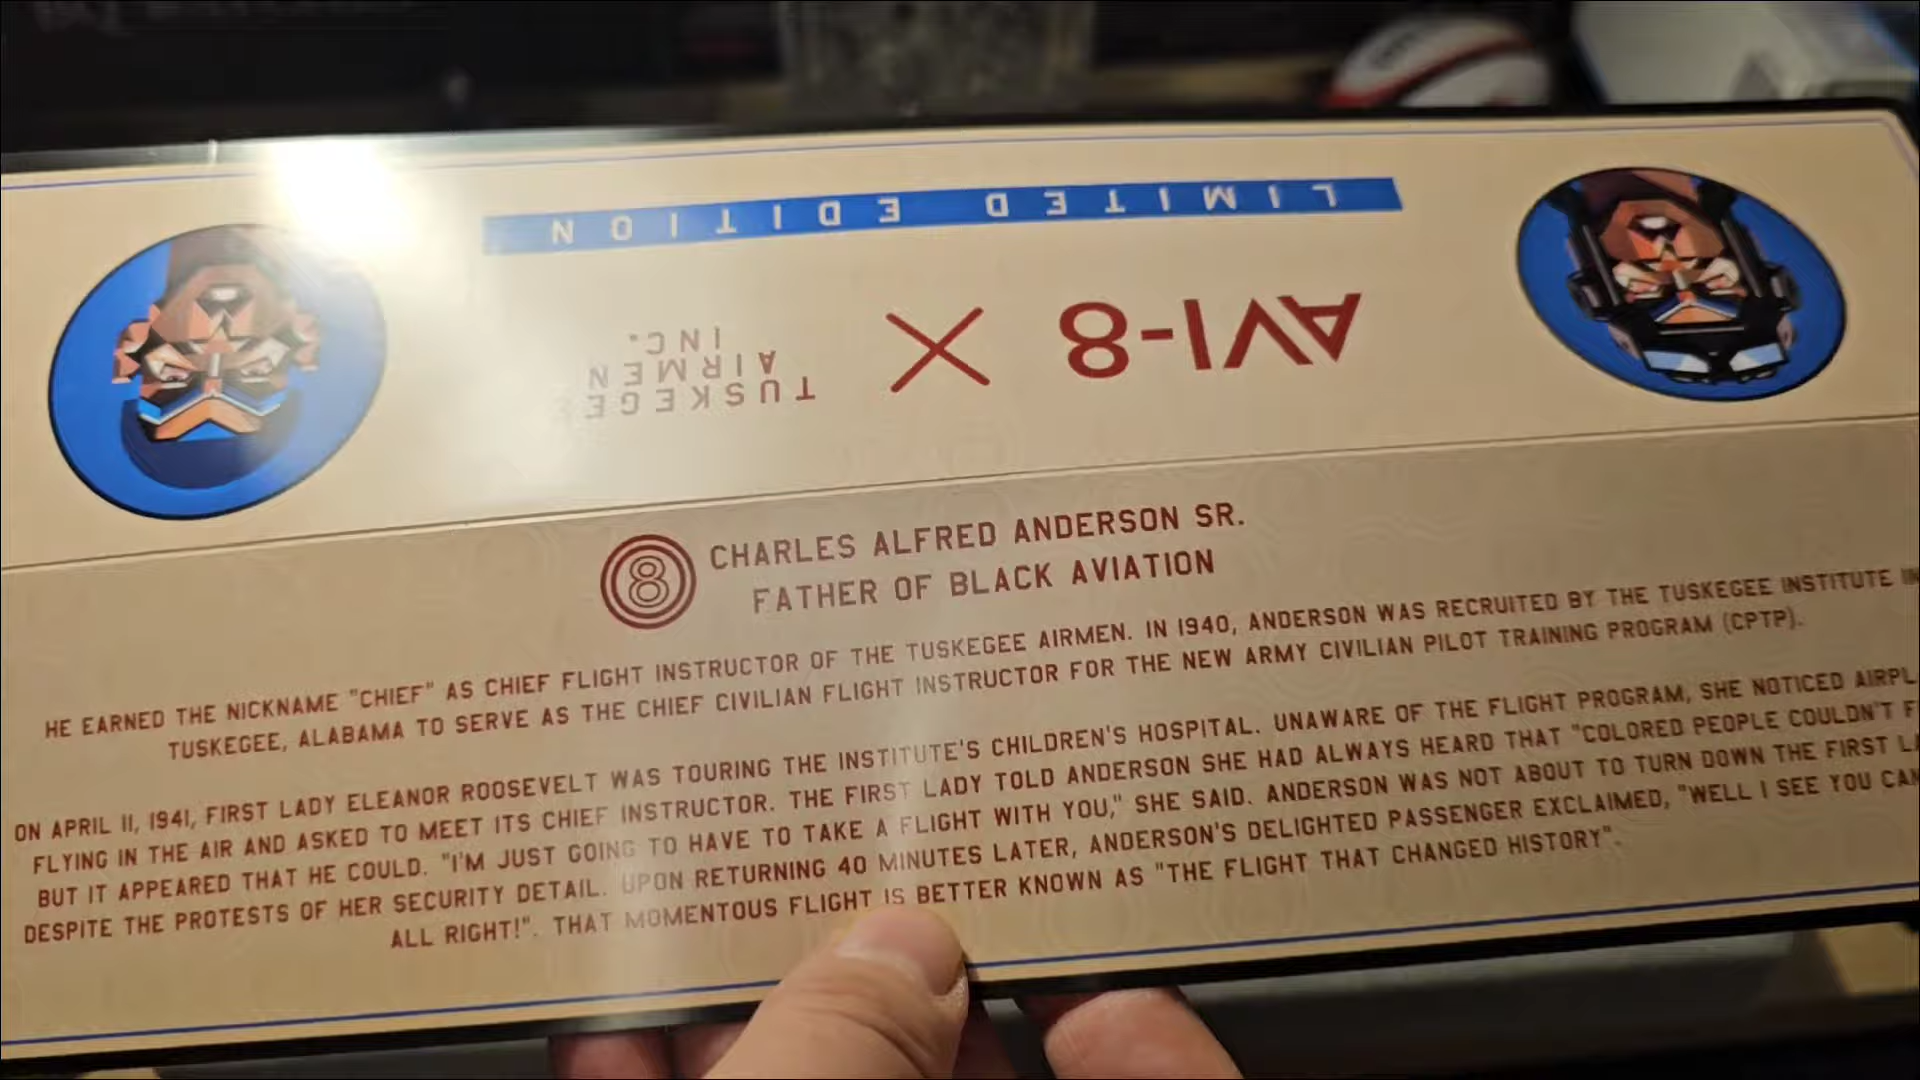 LIMITED EDITION
AVI-8 X TUSKEGEE
AIRMEN
INC.
8
CHARLES ALFRED ANDERSON SR.
FATHER OF BLACK AVIATION
HE EARNED THE NICKNAME "CHIEF" AS CHIEF FLIGHT INSTRUCTOR OF THE TUSKEGEE AIRMEN. IN 1940, ANDERSON WAS RECRUITED BY THE TUSKEGEE INSTITUTE IN
TUSKEGEE, ALABAMA TO SERVE AS THE CHIEF CIVILIAN FLIGHT INSTRUCTOR FOR THE NEW ARMY CIVILIAN PILOT TRAINING PROGRAM (CPTP).
ON APRIL 11, 1941, FIRST LADY ELEANOR ROOSEVELT WAS TOURING THE INSTITUTE'S CHILDREN'S HOSPITAL. UNAWARE OF THE FLIGHT PROGRAM, SHE NOTICED
FLYING IN THE AIR AND ASKED TO MEET ITS CHIEF INSTRUCTOR. THE FIRST LADY TOLD ANDERSON SHE HAD ALWAYS HEARD THAT "COLORED PEOPLE COULDN'T
BUT IT APPEARED THAT HE COULD. "I'M JUST GOING TO HAVE TO TAKE A FLIGHT WITH YOU," SHE SAID. ANDERSON WAS NOT ABOUT TO TURN DOWN THE FIRST
DESPITE THE PROTESTS OF HER SECURITY DETAIL. UPON RETURNING 40 MINUTES LATER, ANDERSON'S DELIGHTED PASSENGER EXCLAIMED, "WELL I SEE YOU CAN
ALL RIGHT!". THAT MOMENTOUS FLIGHT IS BETTER KNOWN AS "THE FLIGHT THAT CHANGED HISTORY".